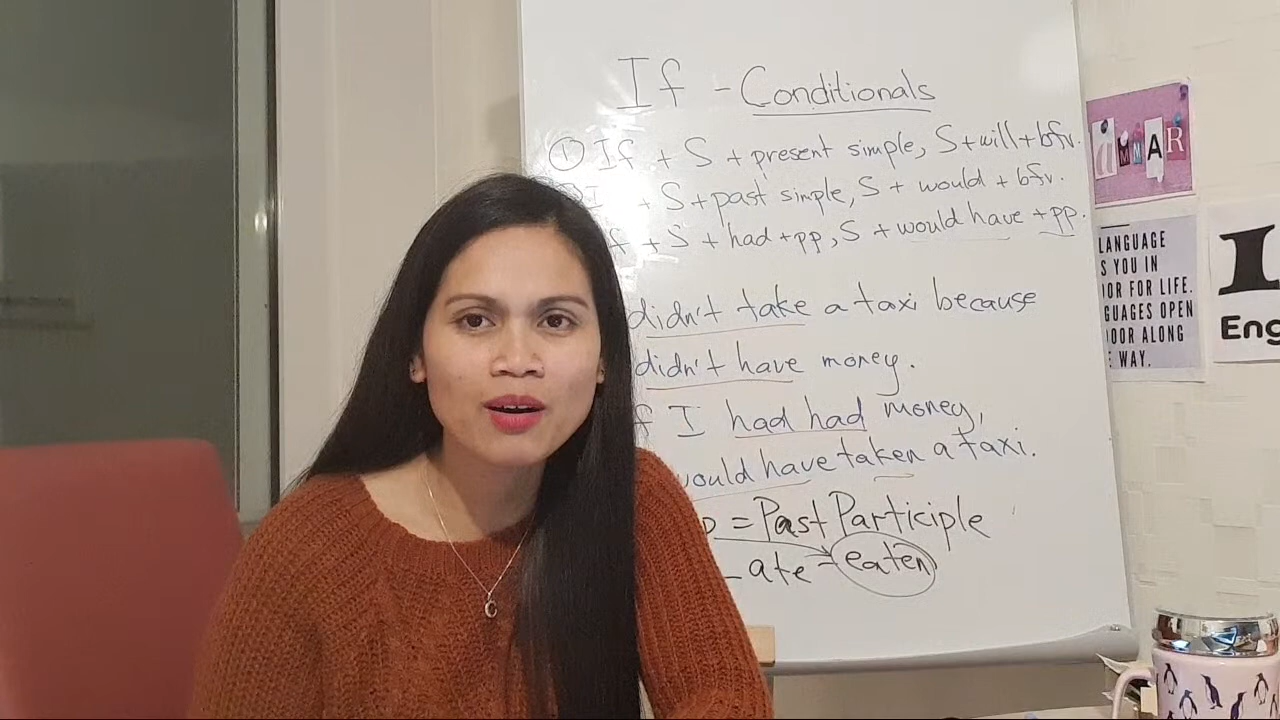 If - Conditionals
① If + S + present simple, S+will+bfv.
+ S+past simple, S + would + bfv.
+ S + had +pp, S + would have +pp.
didn't take a taxi because
didn't have money.
I had had money,
would have taken a taxi.
= Past Participle
ate - eaten
LANGUAGE
S YOU IN
OR FOR LIFE.
GUAGES OPEN
OOR ALONG
WAY.
I
Eng